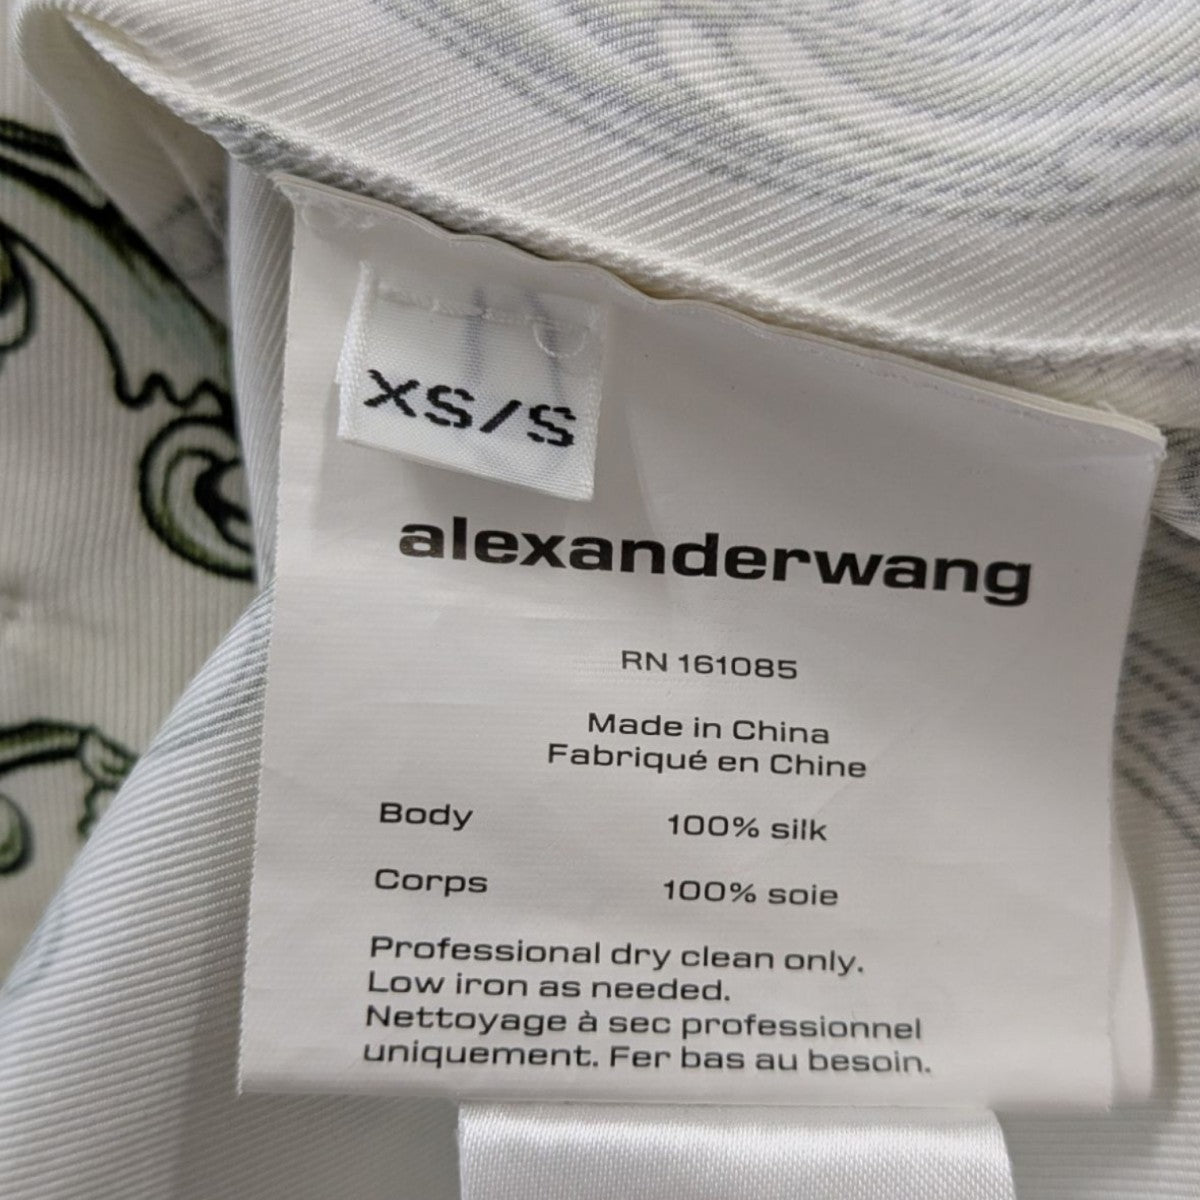 XS/S
alexanderwang
RN 161085
Made in China
Fabriqué en Chine
Body 100% silk
Corps 100% soie
Professional dry clean only.
Low iron as needed.
Nettoyage à sec professionnel
uniquement. Fer bas au besoin.